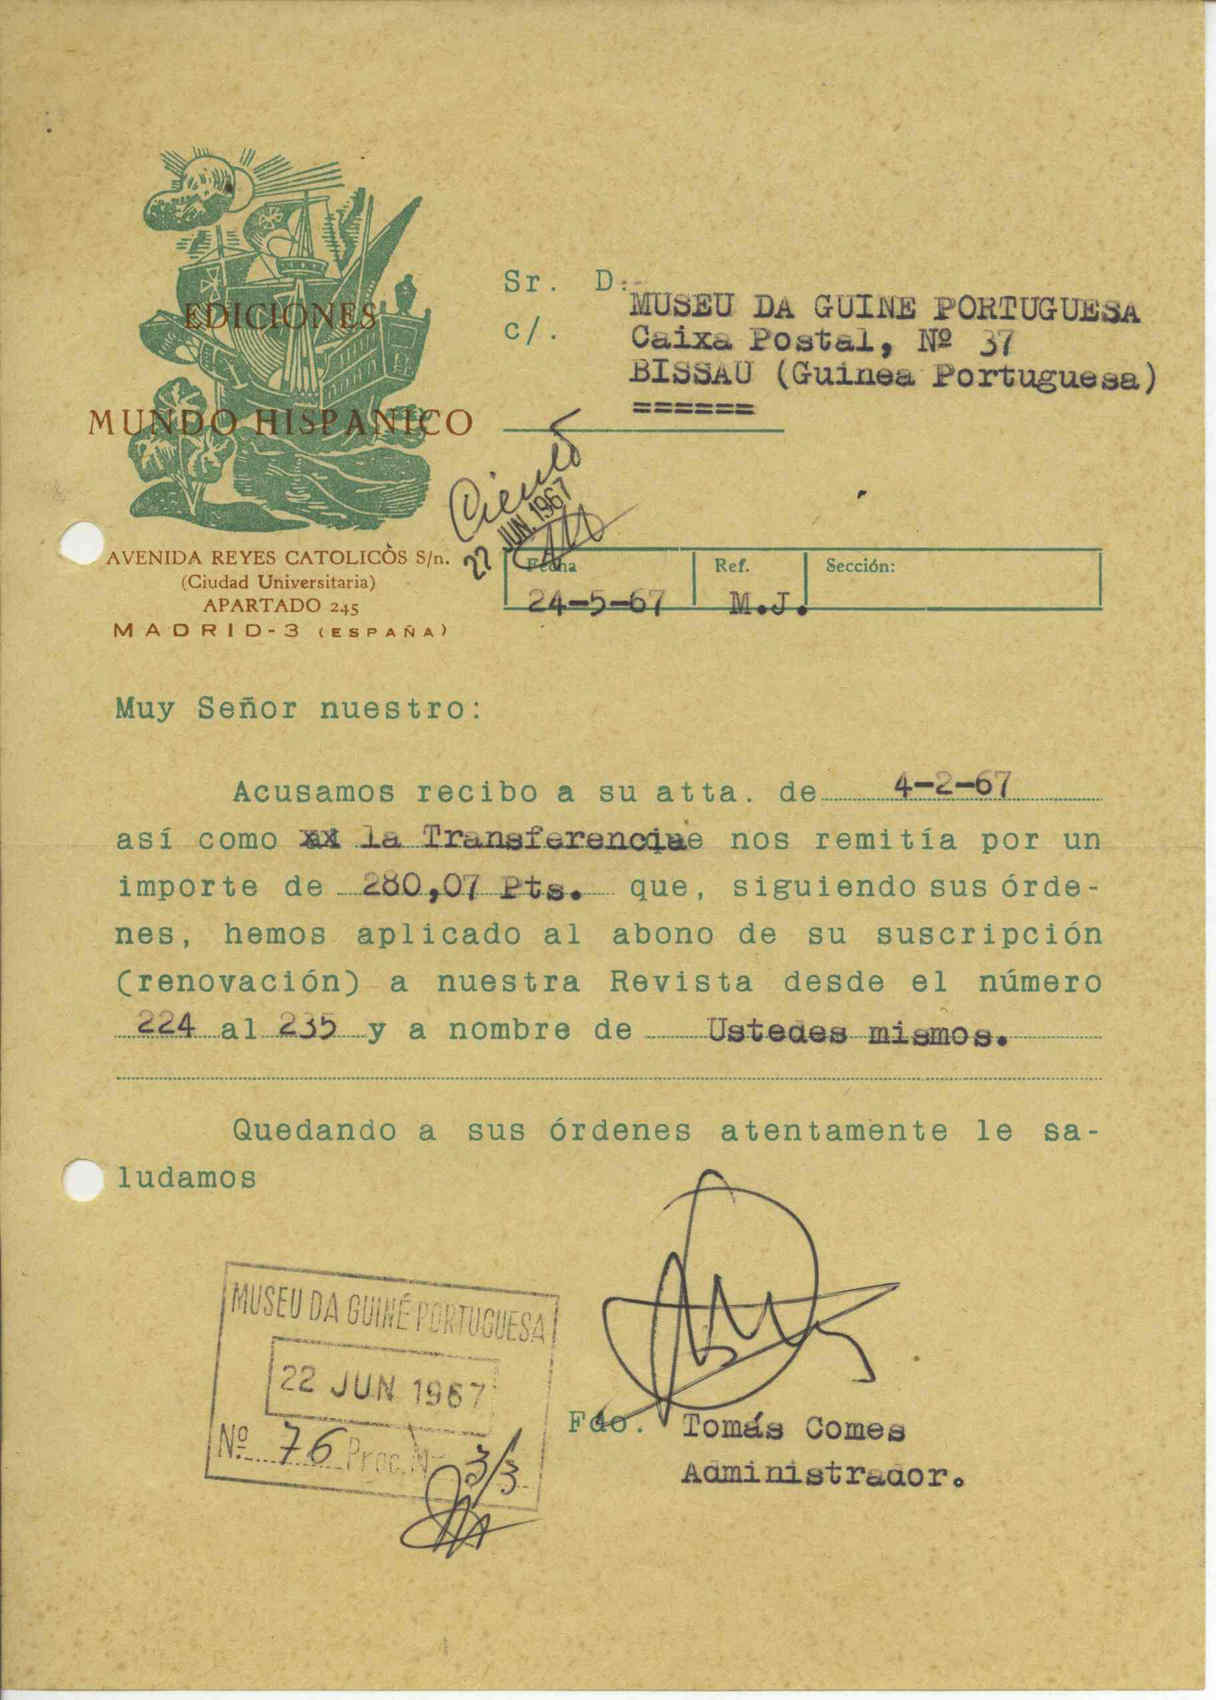 EDICIONES
MUNDO HISPANICO
AVENIDA REYES CATOLICÒS S/n.
(Ciudad Universitaria)
APARTADO 245
MADRID-3 (ESPAÑA)
Sr. D.-
MUSEU DA GUINE PORTUGUESA
c/.
Caixa Postal, Nº 37
BISSAU (Guinea Portuguesa)
======
Ciente
22 JUN. 1967
Fecha
Ref.
Sección:
24-5-67
M.J.
Muy Señor nuestro:
Acusamos recibo a su atta. de 4-2-67
así como xx la Transferencique nos remitía por un
importe de 280,07 Pts. que, siguiendo sus órde-
nes, hemos aplicado al abono de su suscripción
(renovación) a nuestra Revista desde el número
224 al 235 y a nombre de Ustedes mismos.
Quedando a sus órdenes atentamente le sa-
ludamos
MUSEU DA GUINÉ PORTUGUESA
22 JUN 1967
Nº 76 Proc. Nº 3/3
Fdo. Tomás Comes
Administrador.